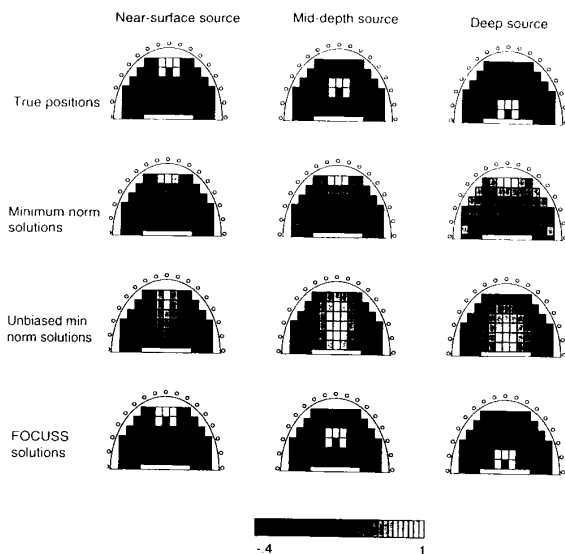 Near-surface source
Mid-depth source
Deep source
True positions
Minimum norm
solutions
Unbiased min
norm solutions
FOCUSS
solutions
-.4
1